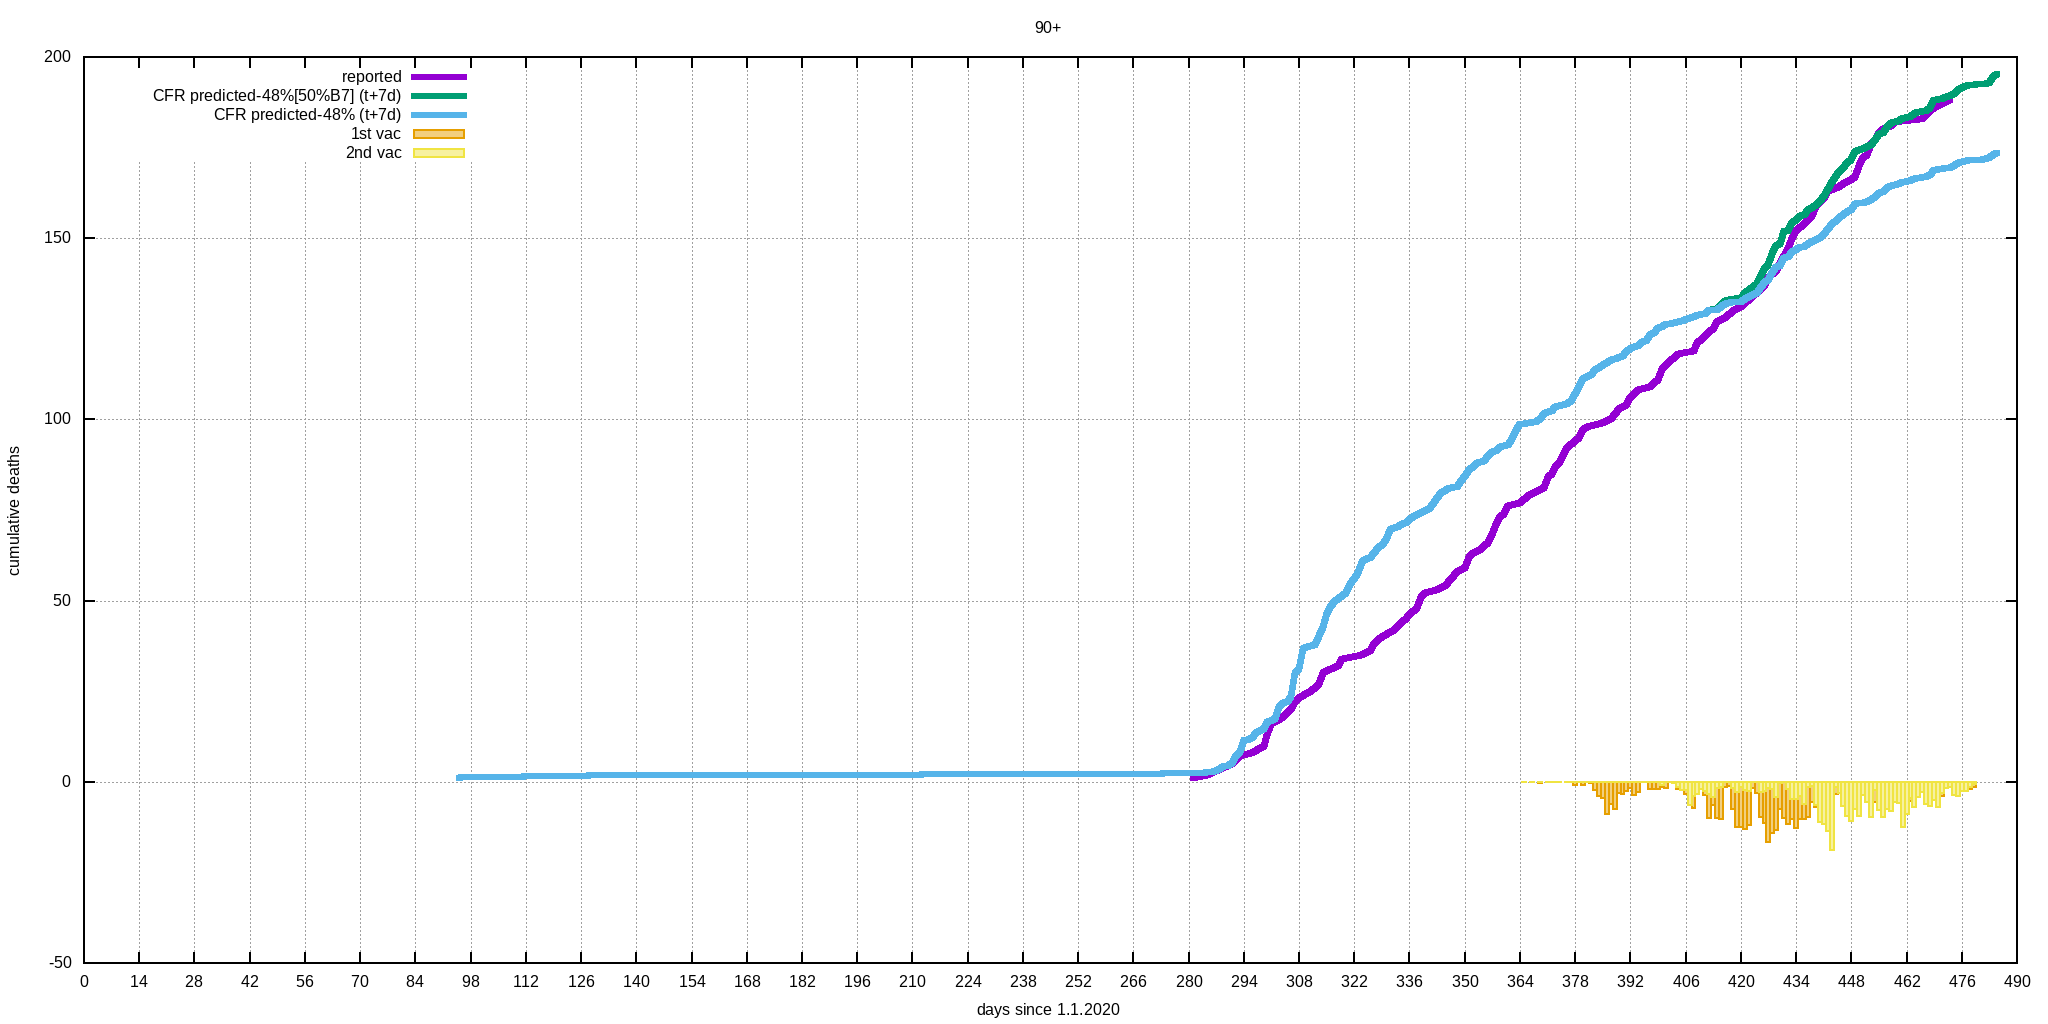 90+
200
reported
CFR predicted-48%[50%B7] (t+7d)
CFR predicted-48% (t+7d)
1st vac
2nd vac
150
100
cumulative deaths
50
0
-50
0 14 28 42 56 70 84 98 112 126 140 154 168 182 196 210 224 238 252 266 280 294 308 322 336 350 364 378 392 406 420 434 448 462 476 490
days since 1.1.2020